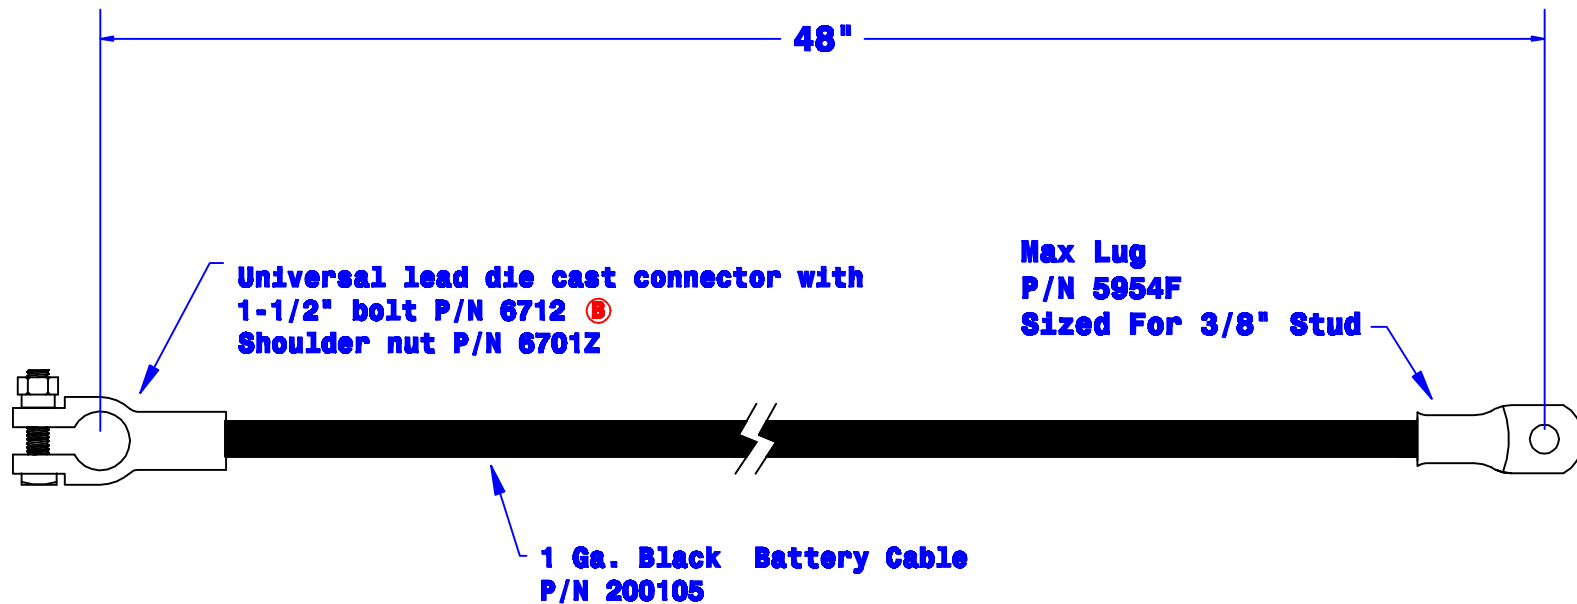 48"
Universal lead die cast connector with
1-1/2" bolt P/N 6712 B
Shoulder nut P/N 6701Z
Max Lug
P/N 5954F
Sized For 3/8" Stud
1 Ga. Black  Battery Cable
P/N 200105